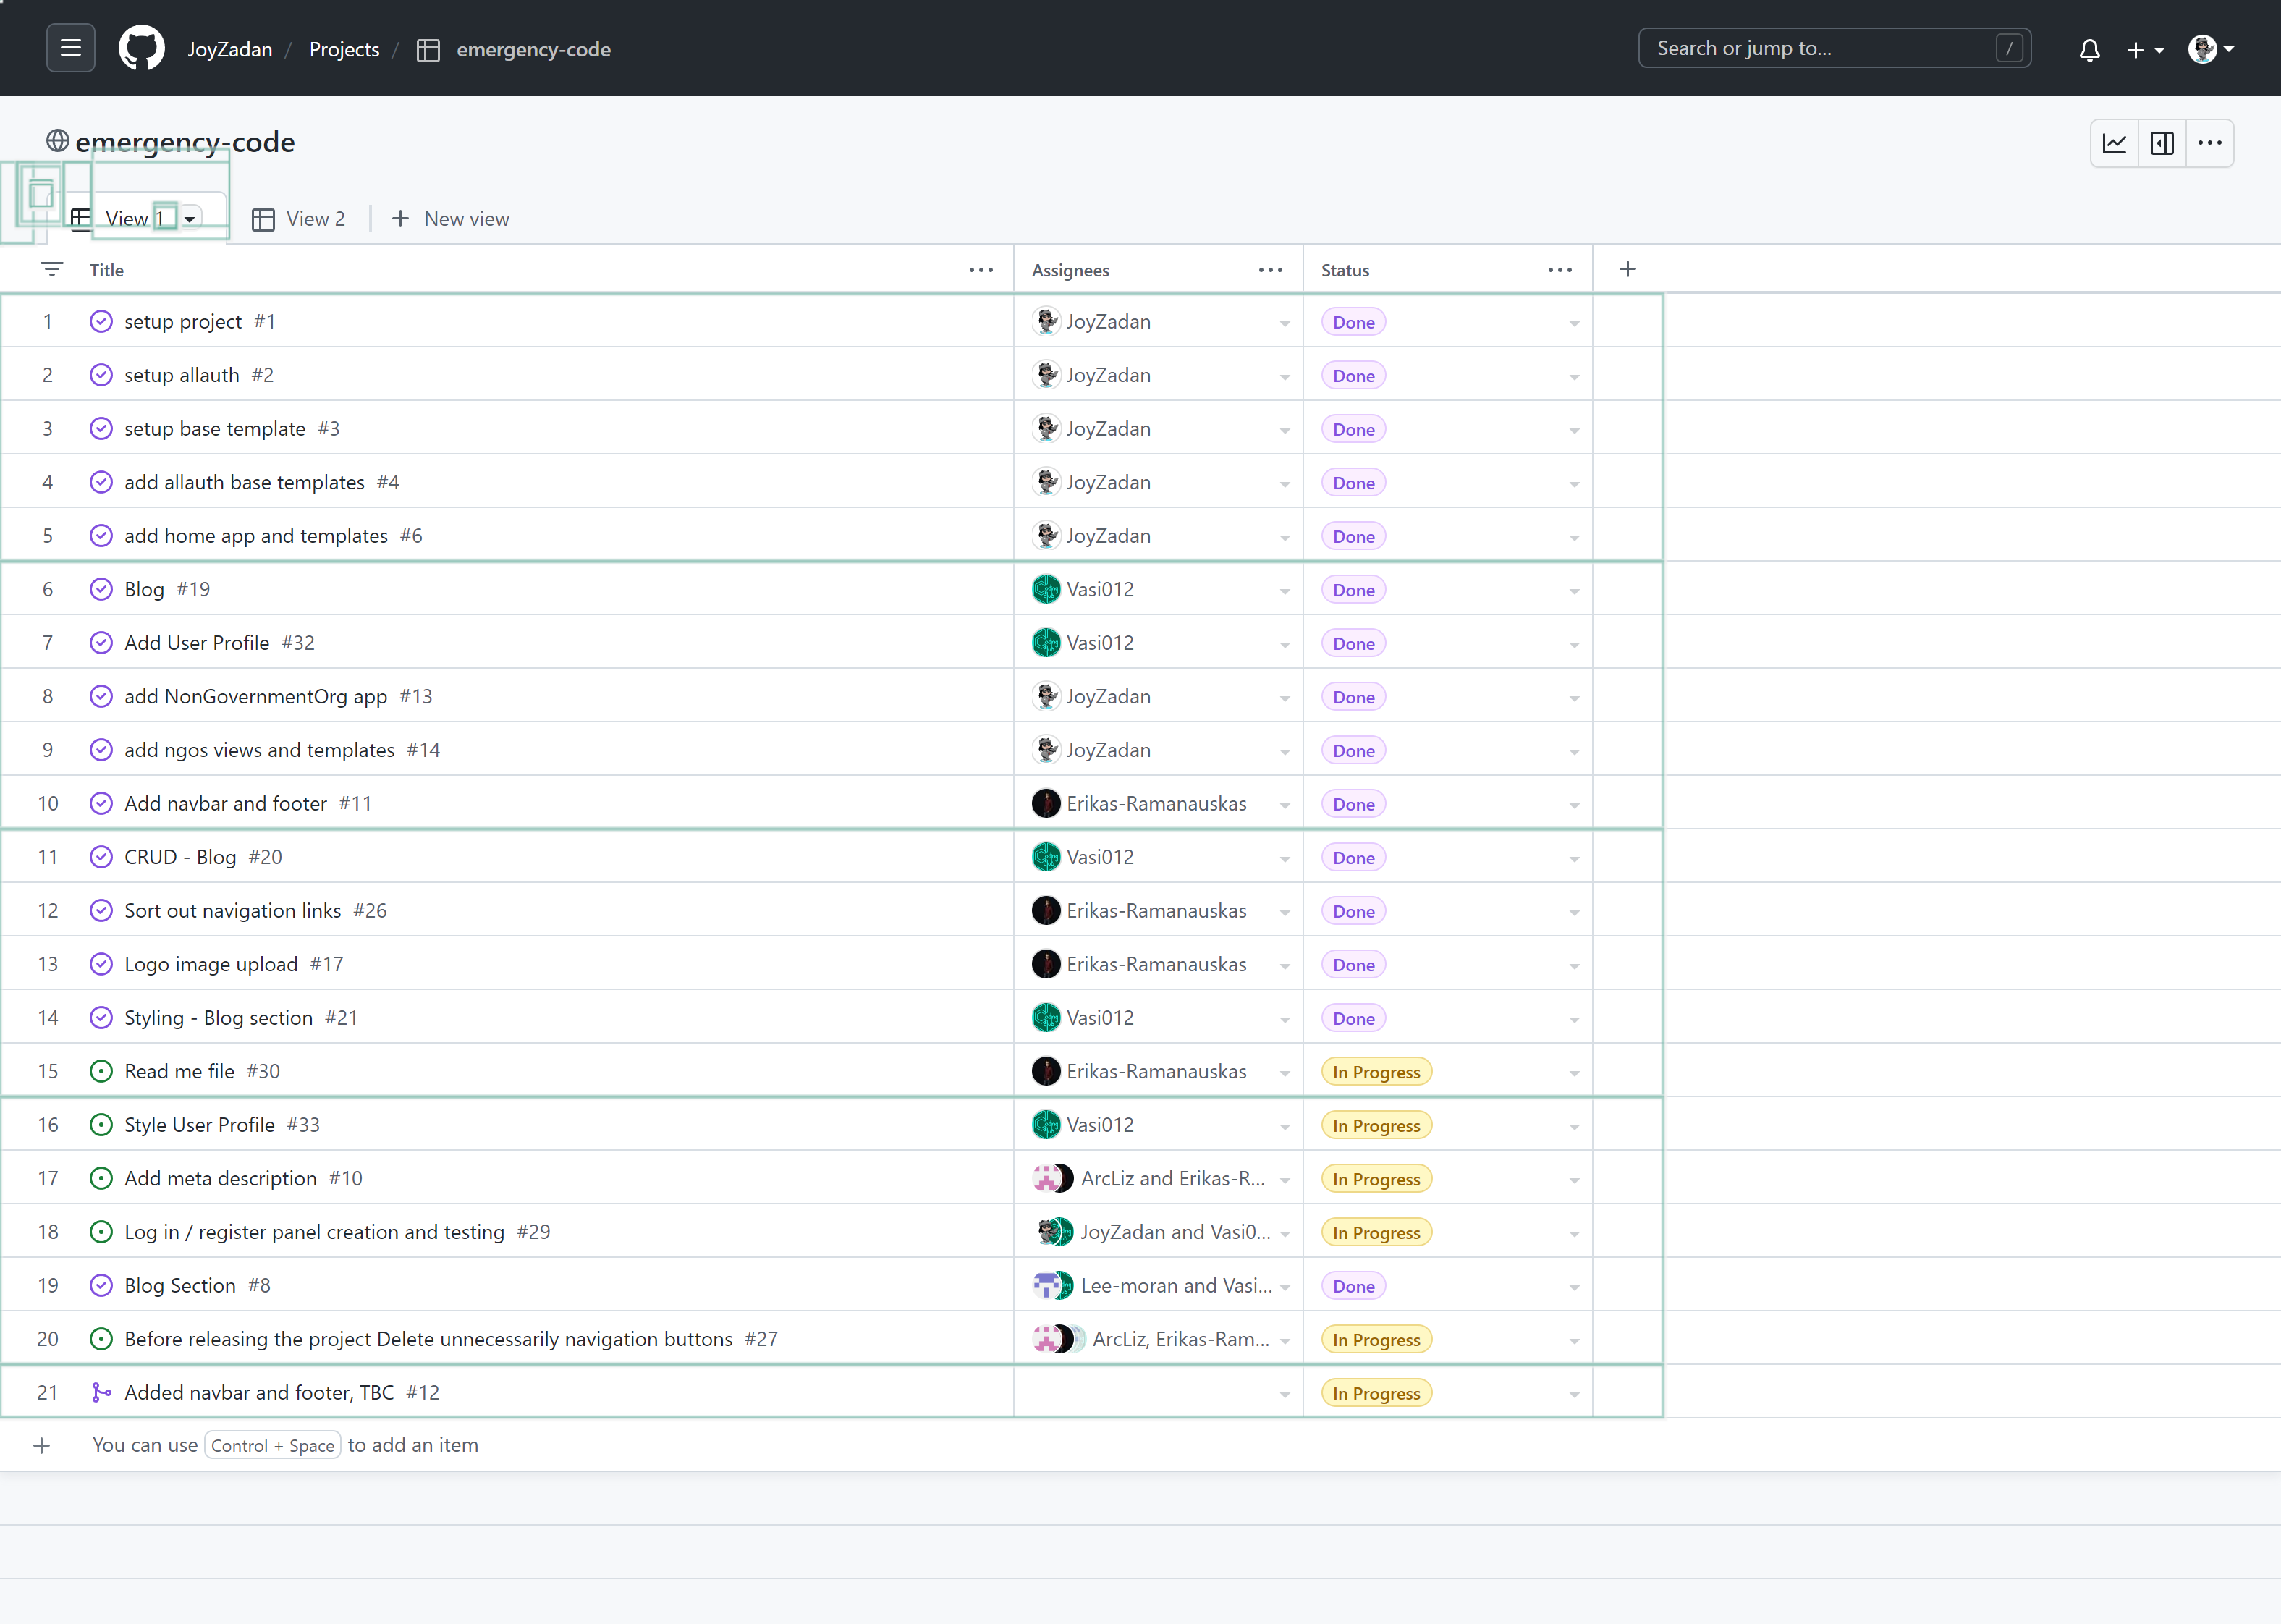 JoyZadan / Projects / emergency-code Search or jump to... /
emergency-code
View 1 View 2 New view
Title Assignees Status
1 setup project #1 JoyZadan Done
2 setup allauth #2 JoyZadan Done
3 setup base template #3 JoyZadan Done
4 add allauth base templates #4 JoyZadan Done
5 add home app and templates #6 JoyZadan Done
6 Blog #19 Vasi012 Done
7 Add User Profile #32 Vasi012 Done
8 add NonGovernmentOrg app #13 JoyZadan Done
9 add ngos views and templates #14 JoyZadan Done
10 Add navbar and footer #11 Erikas-Ramanauskas Done
11 CRUD - Blog #20 Vasi012 Done
12 Sort out navigation links #26 Erikas-Ramanauskas Done
13 Logo image upload #17 Erikas-Ramanauskas Done
14 Styling - Blog section #21 Vasi012 Done
15 Read me file #30 Erikas-Ramanauskas In Progress
16 Style User Profile #33 Vasi012 In Progress
17 Add meta description #10 ArcLiz and Erikas-R... In Progress
18 Log in / register panel creation and testing #29 JoyZadan and Vasi0... In Progress
19 Blog Section #8 Lee-moran and Vasi... Done
20 Before releasing the project Delete unnecessarily navigation buttons #27 ArcLiz, Erikas-Ram... In Progress
21 Added navbar and footer, TBC #12 In Progress
You can use Control + Space to add an item